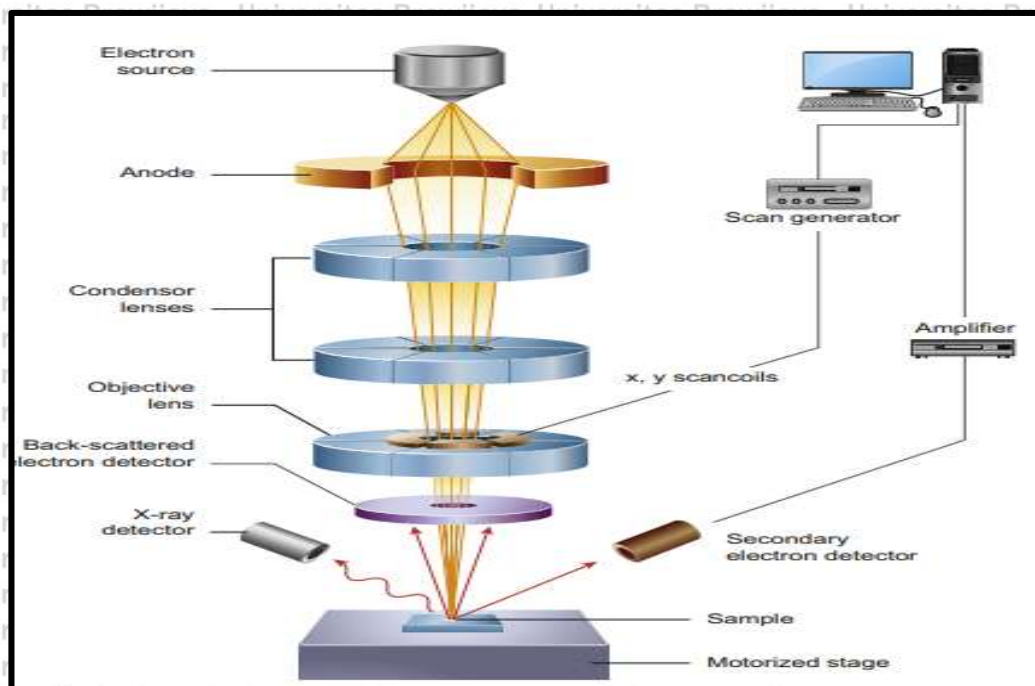 Electron
source
Anode
Scan generator
Condensor
lenses
Amplifier
x, y scancoils
Objective
lens
Back-scattered
electron detector
X-ray
detector
Secondary
electron detector
Sample
Motorized stage